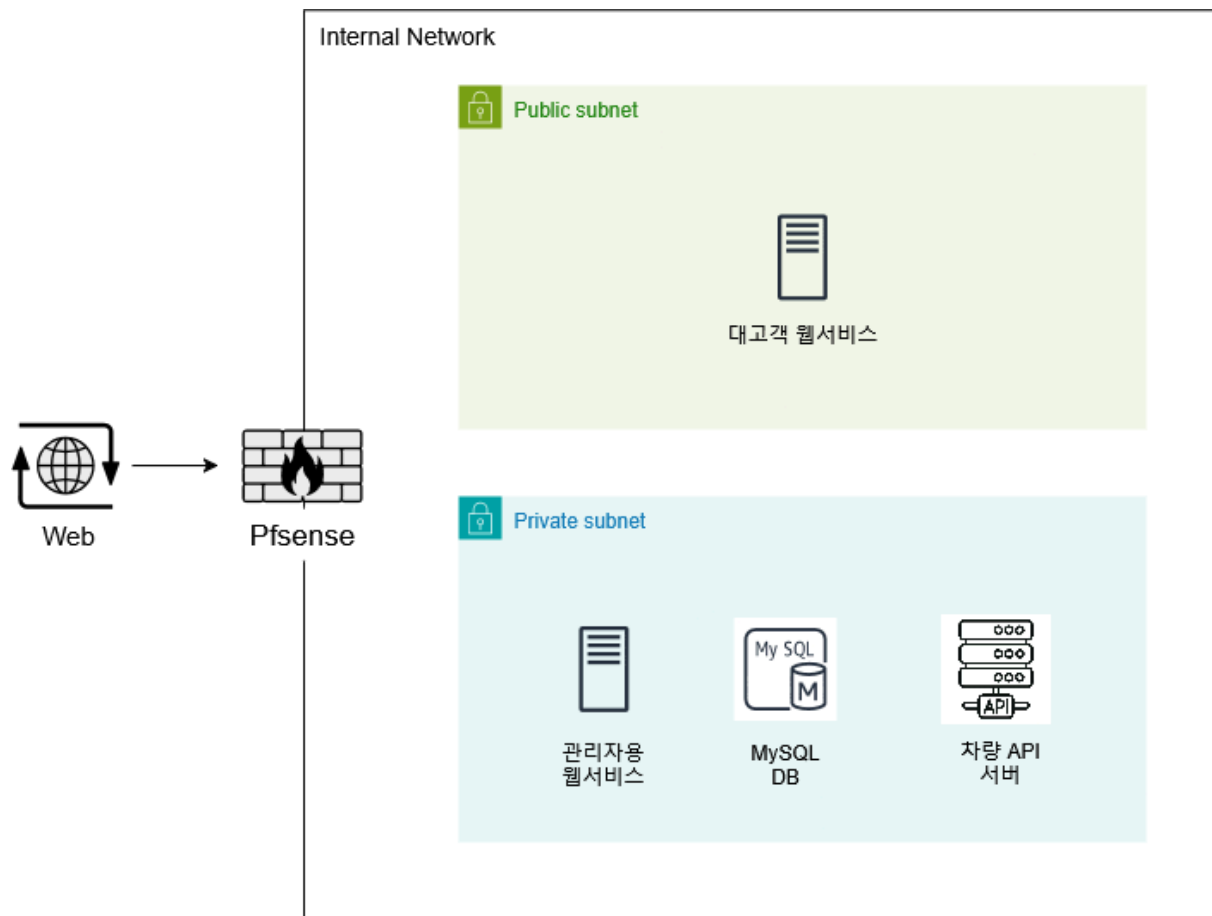 Internal Network
Public subnet
대고객 웹서비스
Web
Pfsense
Private subnet
My SQL
M
API
관리자용
웹서비스
MySQL
DB
차량 API
서버